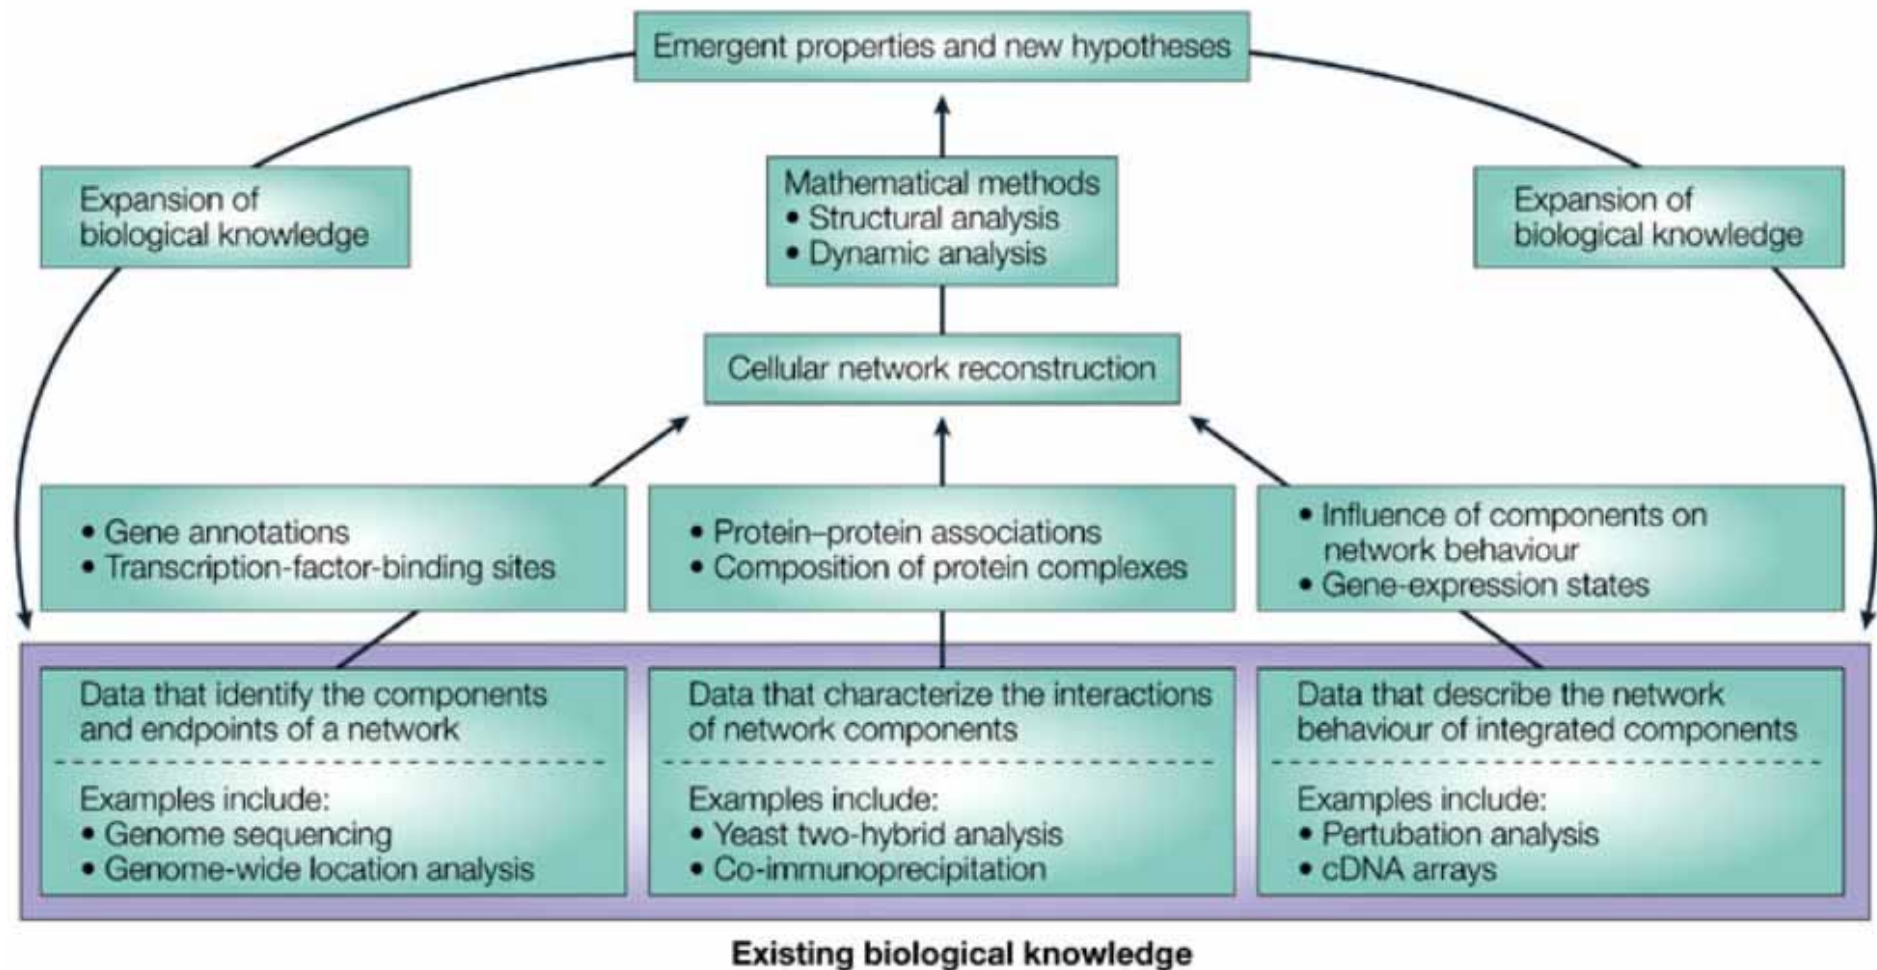 Emergent properties and new hypotheses
Expansion of
biological knowledge
Mathematical methods
• Structural analysis
• Dynamic analysis
Expansion of
biological knowledge
Cellular network reconstruction
• Gene annotations
• Transcription-factor-binding sites
• Protein–protein associations
• Composition of protein complexes
• Influence of components on
network behaviour
• Gene-expression states
Data that identify the components
and endpoints of a network
Examples include:
• Genome sequencing
• Genome-wide location analysis
Data that characterize the interactions
of network components
Examples include:
• Yeast two-hybrid analysis
• Co-immunoprecipitation
Data that describe the network
behaviour of integrated components
Examples include:
• Pertubation analysis
• cDNA arrays
Existing biological knowledge